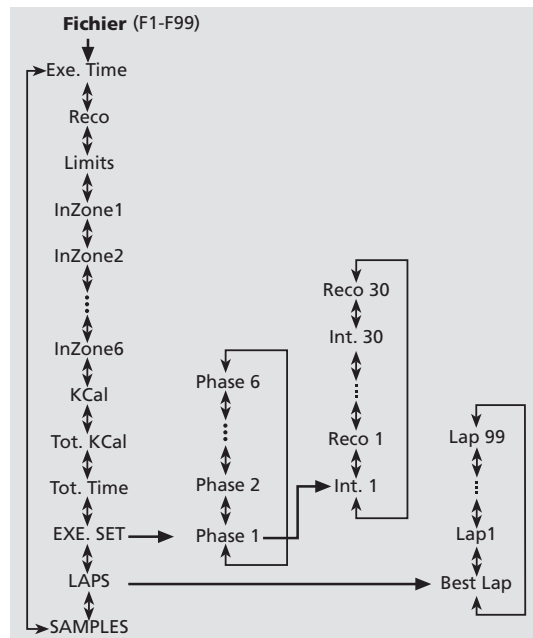 Fichier (F1-F99)
Exe. Time
Reco
Limits
InZone1
InZone2
InZone6
KCal
Tot. KCal
Tot. Time
EXE. SET
LAPS
SAMPLES
Phase 6
Phase 2
Phase 1
Reco 30
Int. 30
Reco 1
Int. 1
Lap 99
Lap1
Best Lap